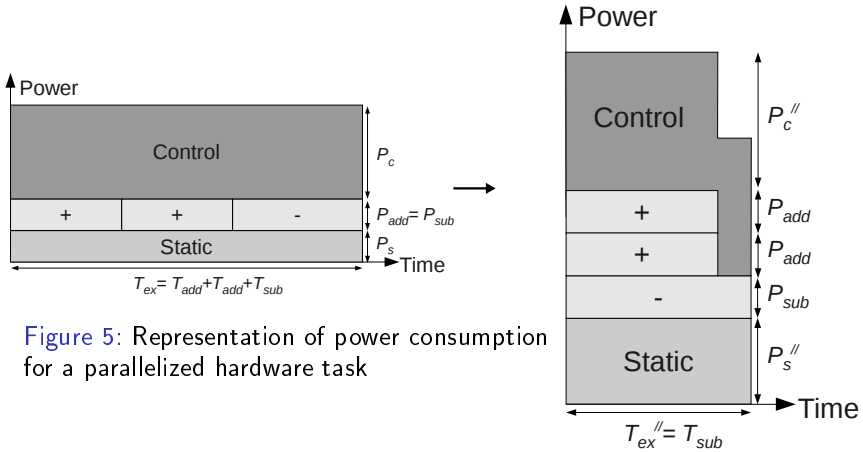 Power
Control
P_c
+ + -
P_add= P_sub
Static
P_s
Time
T_ex= T_add+T_add+T_sub
Figure 5: Representation of power consumption
for a parallelized hardware task
Power
Control
P_c^//
+
P_add
+
P_add
-
P_sub
Static
P_s^//
Time
T_ex^//= T_sub